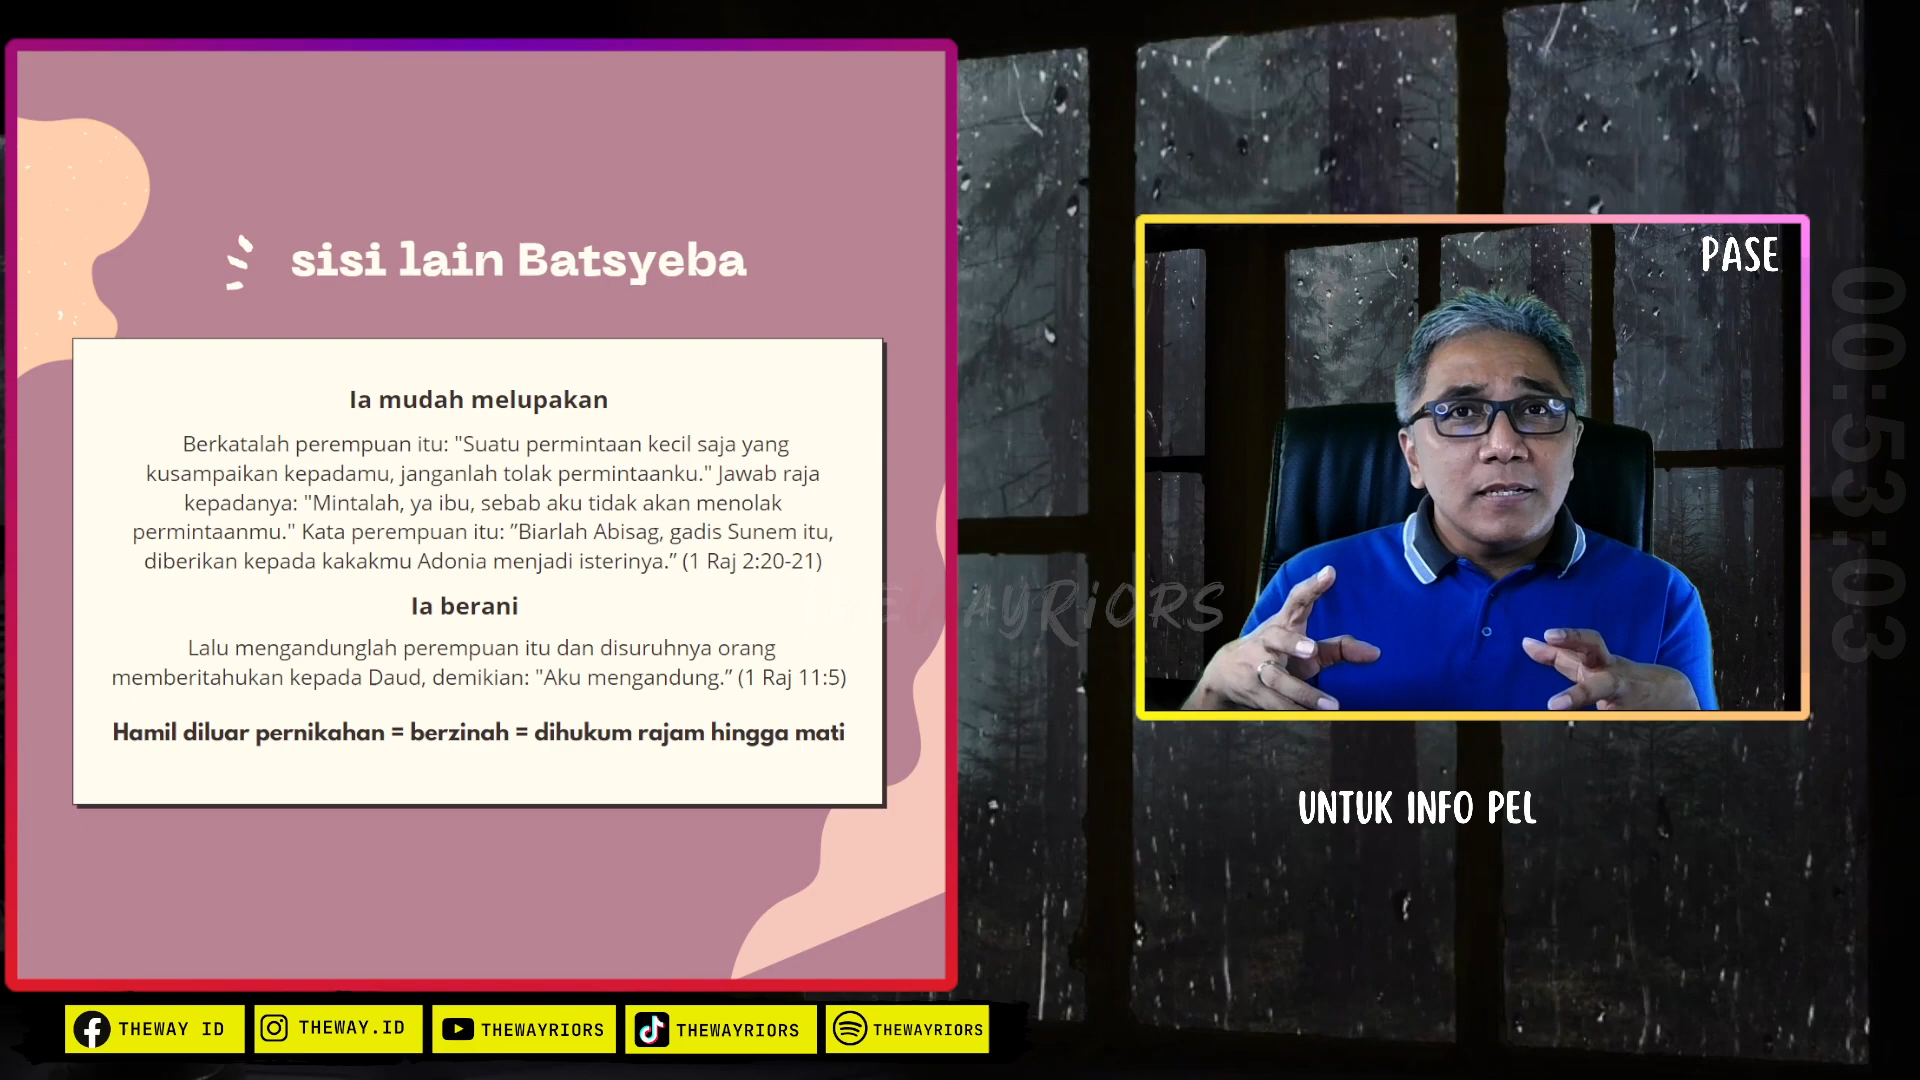 sisi lain Batsyeba
Ia mudah melupakan
Berkatalah perempuan itu: "Suatu permintaan kecil saja yang
kusampaikan kepadamu, janganlah tolak permintaanku." Jawab raja
kepadanya: "Mintalah, ya ibu, sebab aku tidak akan menolak
permintaanmu." Kata perempuan itu: ”Biarlah Abisag, gadis Sunem itu,
diberikan kepada kakakmu Adonia menjadi isterinya.” (1 Raj 2:20-21)
Ia berani
Lalu mengandunglah perempuan itu dan disuruhnya orang
memberitahukan kepada Daud, demikian: "Aku mengandung.” (1 Raj 11:5)
Hamil diluar pernikahan = berzinah = dihukum rajam hingga mati
PASE
00:53:03
THEWAYRIORS
UNTUK INFO PEL
THEWAY ID
THEWAY.ID
THEWAYRIORS
THEWAYRIORS
THEWAYRIORS